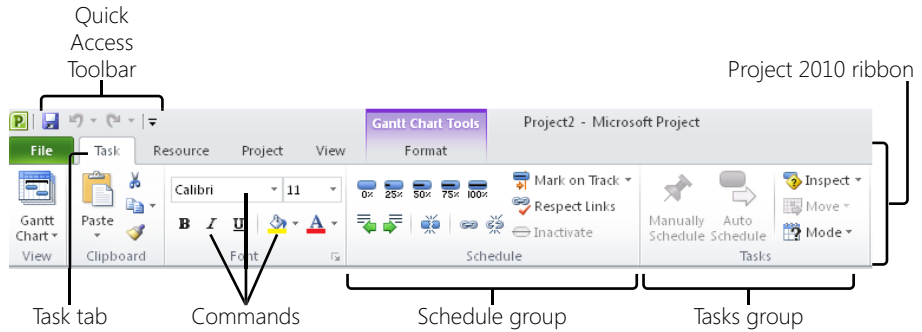 Quick
Access
Toolbar
Project 2010 ribbon
P
Gantt Chart Tools
Project2 - Microsoft Project
File
Task
Resource
Project
View
Format
Gantt
Chart
Paste
Calibri
11
B I U A
0% 25% 50% 75% 100%
Mark on Track
Respect Links
Inactivate
Manually
Schedule
Auto
Schedule
Inspect
Move
Mode
View
Clipboard
Font
Schedule
Tasks
Task tab
Commands
Schedule group
Tasks group